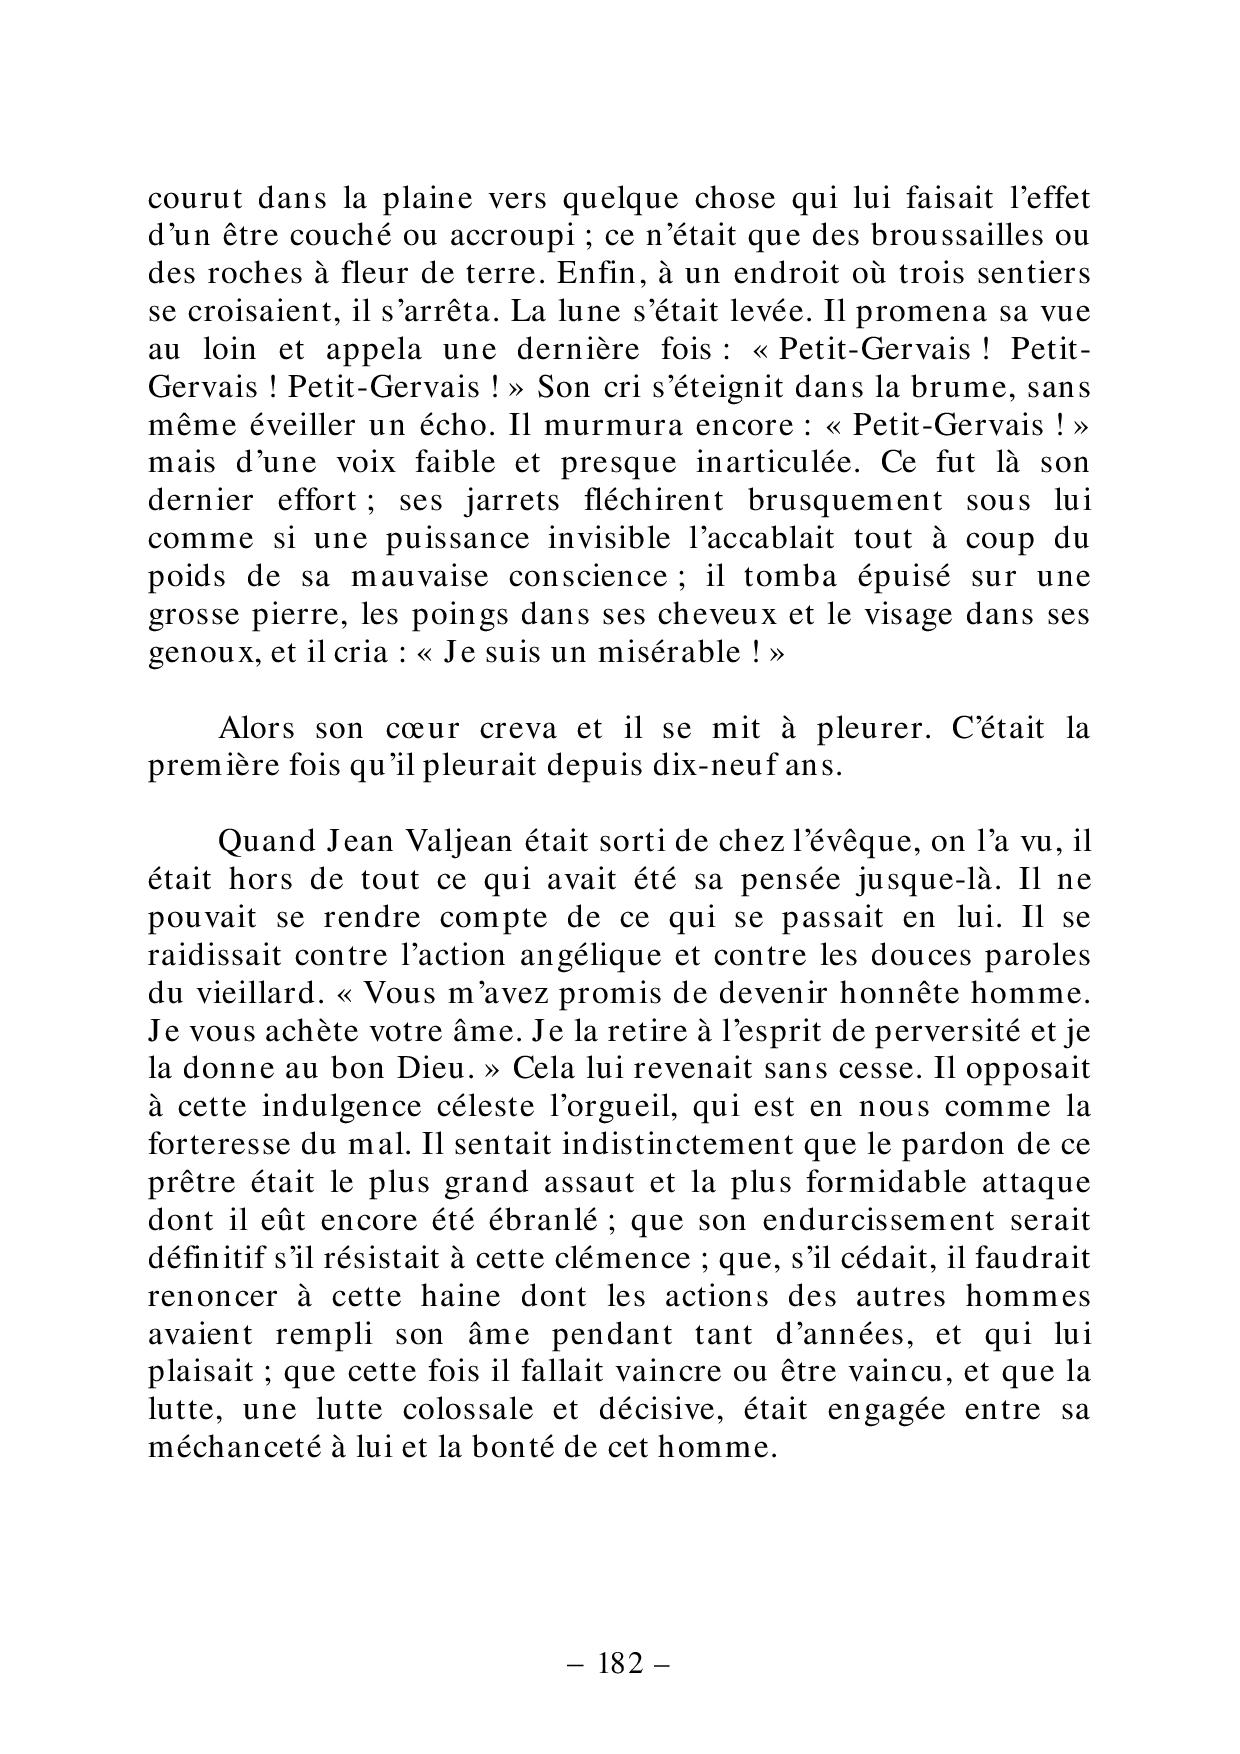 courut dans la plaine vers quelque chose qui lui faisait l’effet
d’un être couché ou accroupi ; ce n’était que des broussailles ou
des roches à fleur de terre. Enfin, à un endroit où trois sentiers
se croisaient, il s’arrêta. La lune s’était levée. Il promena sa vue
au loin et appela une dernière fois : « Petit-Gervais ! Petit-
Gervais ! Petit-Gervais ! » Son cri s’éteignit dans la brume, sans
même éveiller un écho. Il murmura encore : « Petit-Gervais ! »
mais d’une voix faible et presque inarticulée. Ce fut là son
dernier effort ; ses jarrets fléchirent brusquement sous lui
comme si une puissance invisible l’accablait tout à coup du
poids de sa mauvaise conscience ; il tomba épuisé sur une
grosse pierre, les poings dans ses cheveux et le visage dans ses
genoux, et il cria : « Je suis un misérable ! »
Alors son cœur creva et il se mit à pleurer. C’était la
première fois qu’il pleurait depuis dix-neuf ans.
Quand Jean Valjean était sorti de chez l’évêque, on l’a vu, il
était hors de tout ce qui avait été sa pensée jusque-là. Il ne
pouvait se rendre compte de ce qui se passait en lui. Il se
raidissait contre l’action angélique et contre les douces paroles
du vieillard. « Vous m’avez promis de devenir honnête homme.
Je vous achète votre âme. Je la retire à l’esprit de perversité et je
la donne au bon Dieu. » Cela lui revenait sans cesse. Il opposait
à cette indulgence céleste l’orgueil, qui est en nous comme la
forteresse du mal. Il sentait indistinctement que le pardon de ce
prêtre était le plus grand assaut et la plus formidable attaque
dont il eût encore été ébranlé ; que son endurcissement serait
définitif s’il résistait à cette clémence ; que, s’il cédait, il faudrait
renoncer à cette haine dont les actions des autres hommes
avaient rempli son âme pendant tant d’années, et qui lui
plaisait ; que cette fois il fallait vaincre ou être vaincu, et que la
lutte, une lutte colossale et décisive, était engagée entre sa
méchanceté à lui et la bonté de cet homme.
– 182 –